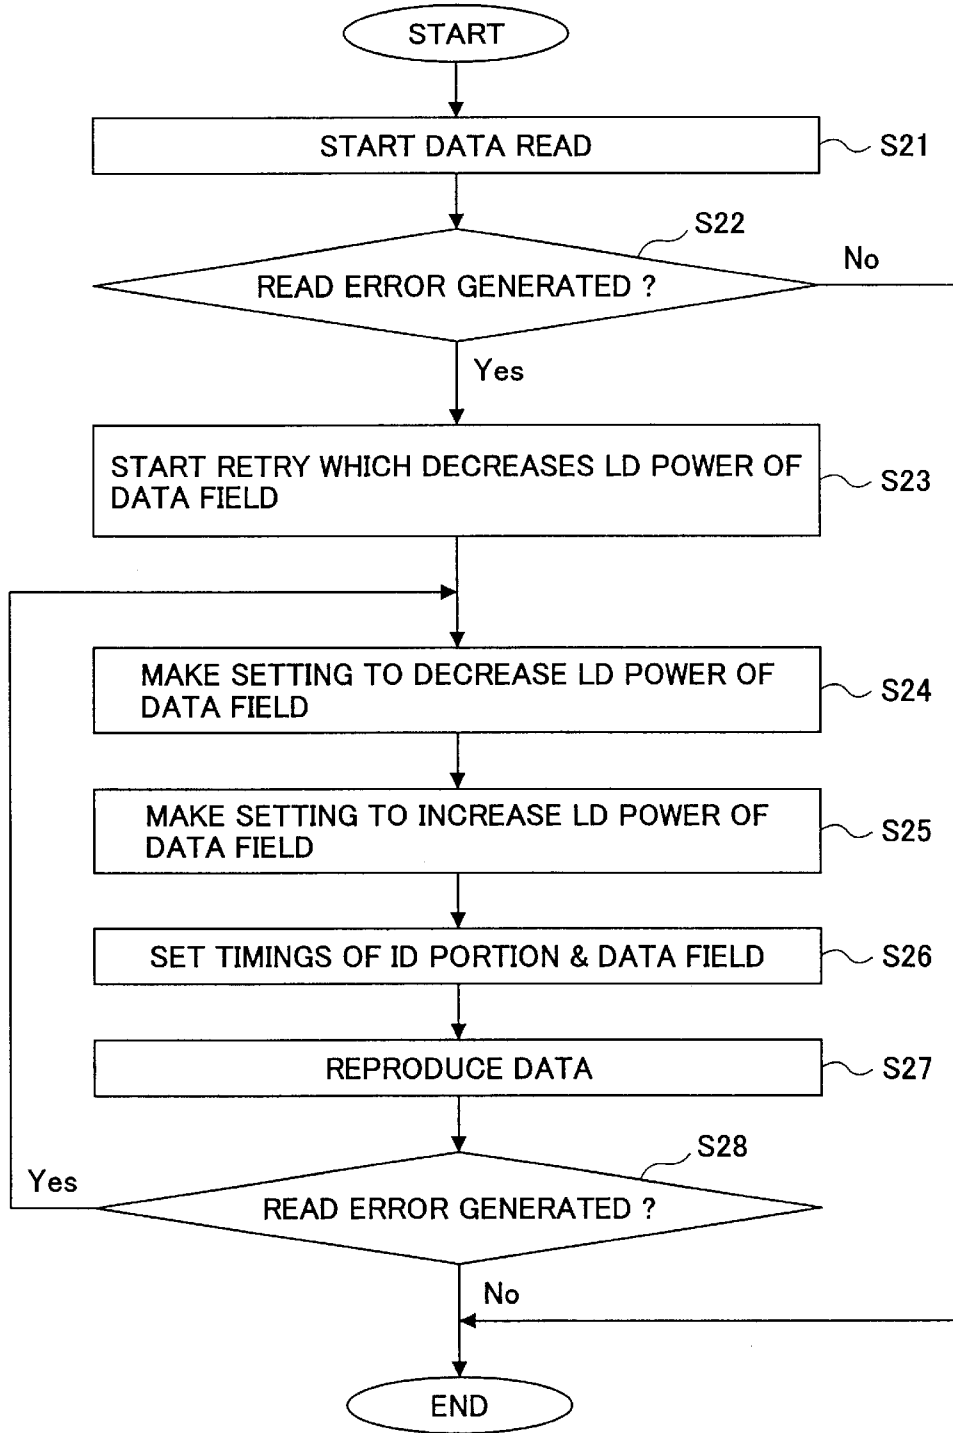 START
START DATA READ
S21
S22
READ ERROR GENERATED ?
No
Yes
START RETRY WHICH DECREASES LD POWER OF
DATA FIELD
S23
MAKE SETTING TO DECREASE LD POWER OF
DATA FIELD
S24
MAKE SETTING TO INCREASE LD POWER OF
DATA FIELD
S25
SET TIMINGS OF ID PORTION & DATA FIELD
S26
REPRODUCE DATA
S27
S28
Yes
READ ERROR GENERATED ?
No
END